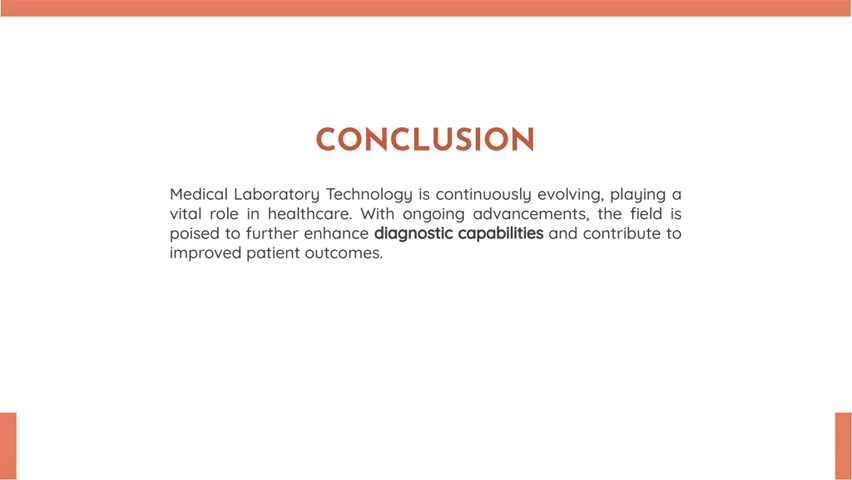 CONCLUSION
Medical Laboratory Technology is continuously evolving, playing a
vital role in healthcare. With ongoing advancements, the field is
poised to further enhance diagnostic capabilities and contribute to
improved patient outcomes.